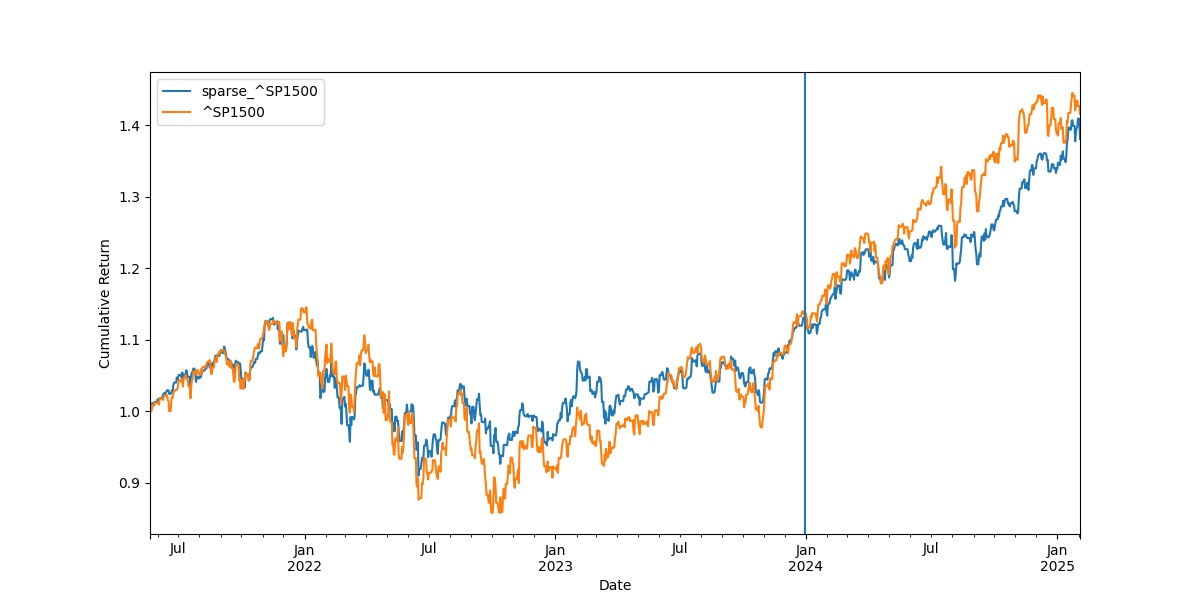 sparse_^SP1500
^SP1500
Cumulative Return
1.4
1.3
1.2
1.1
1.0
0.9
Jul
Jan
2022
Jul
Jan
2023
Jul
Jan
2024
Jul
Jan
2025
Date